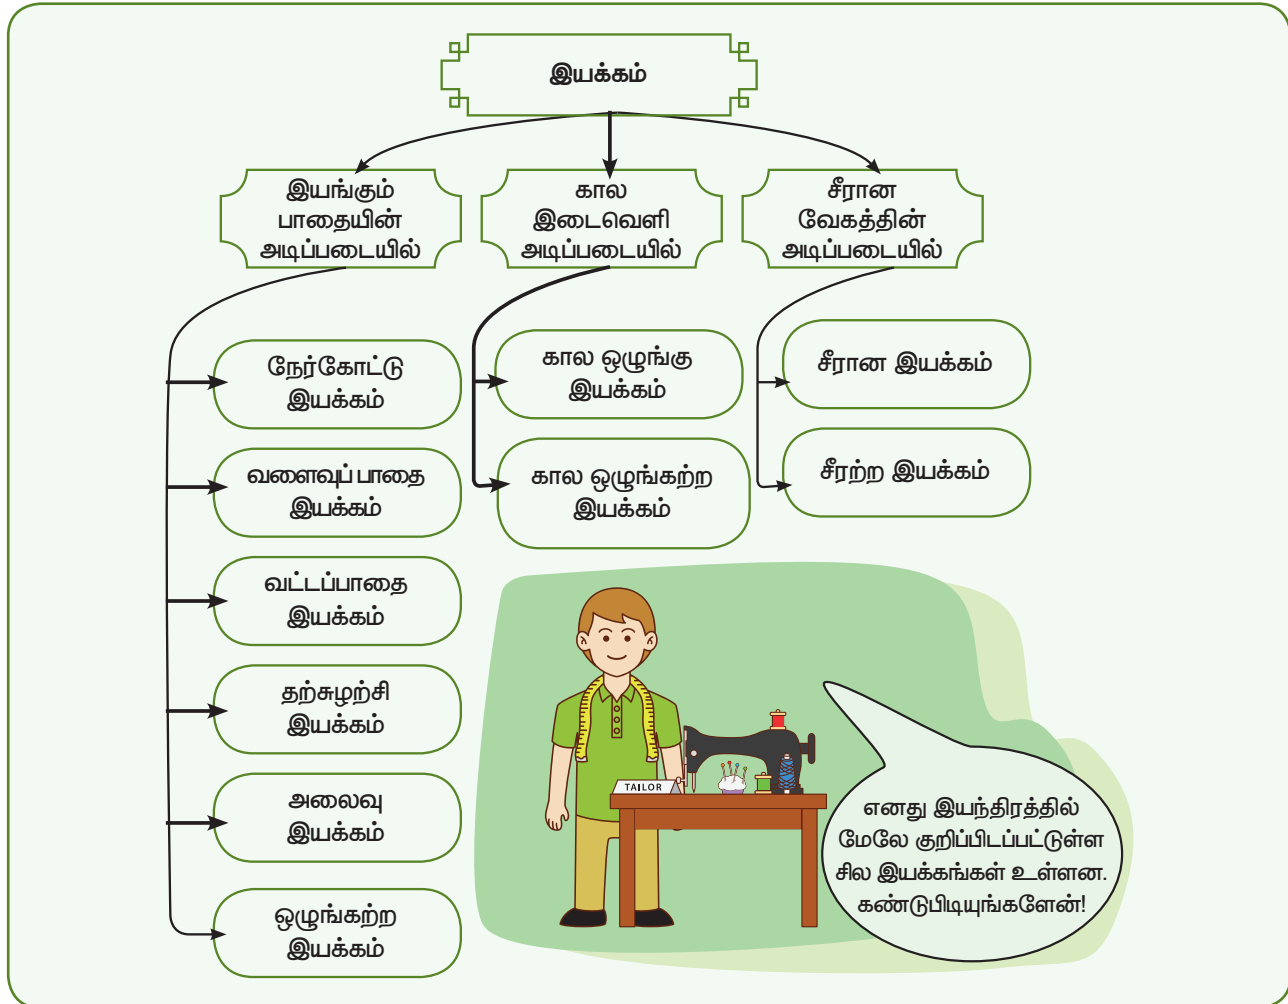 இயக்கம்
இயங்கும்
பாதையின்
அடிப்படையில்
கால
இடைவெளி
அடிப்படையில்
சீரான
வேகத்தின்
அடிப்படையில்
நேர்கோட்டு
இயக்கம்
வளைவுப் பாதை
இயக்கம்
வட்டப்பாதை
இயக்கம்
தற்சுழற்சி
இயக்கம்
அலைவு
இயக்கம்
ஒழுங்கற்ற
இயக்கம்
கால ஒழுங்கு
இயக்கம்
கால ஒழுங்கற்ற
இயக்கம்
சீரான இயக்கம்
சீரற்ற இயக்கம்
TAILOR
எனது இயந்திரத்தில்
மேலே குறிப்பிடப்பட்டுள்ள
சில இயக்கங்கள் உள்ளன.
கண்டுபிடியுங்களேன்!